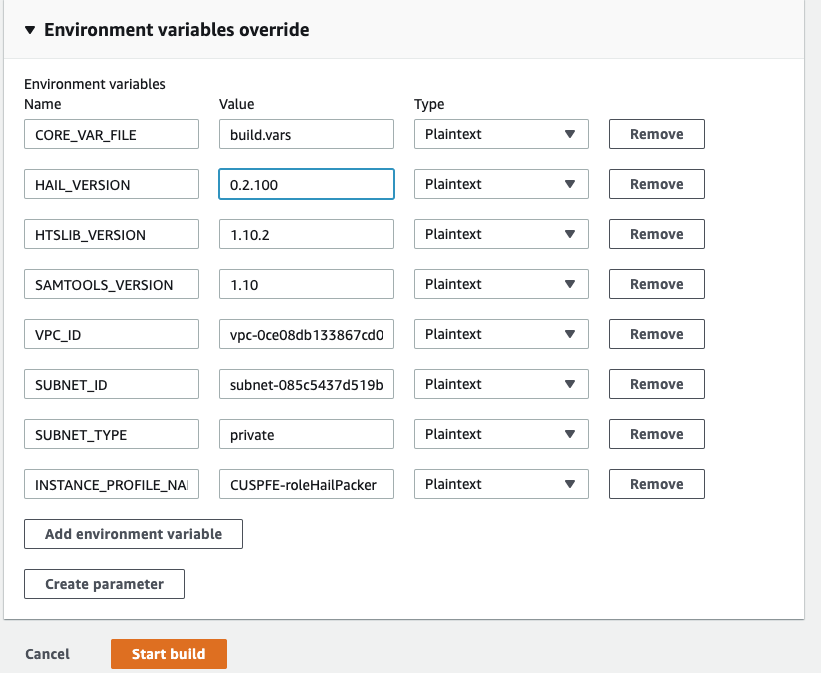 ▼ Environment variables override
Environment variables
Name Value Type
CORE_VAR_FILE build.vars Plaintext Remove
HAIL_VERSION 0.2.100 Plaintext Remove
HTSLIB_VERSION 1.10.2 Plaintext Remove
SAMTOOLS_VERSION 1.10 Plaintext Remove
VPC_ID vpc-0ce08db133867cd0 Plaintext Remove
SUBNET_ID subnet-085c5437d519b Plaintext Remove
SUBNET_TYPE private Plaintext Remove
INSTANCE_PROFILE_NA CUSPFE-roleHailPacker Plaintext Remove
Add environment variable
Create parameter
Cancel Start build